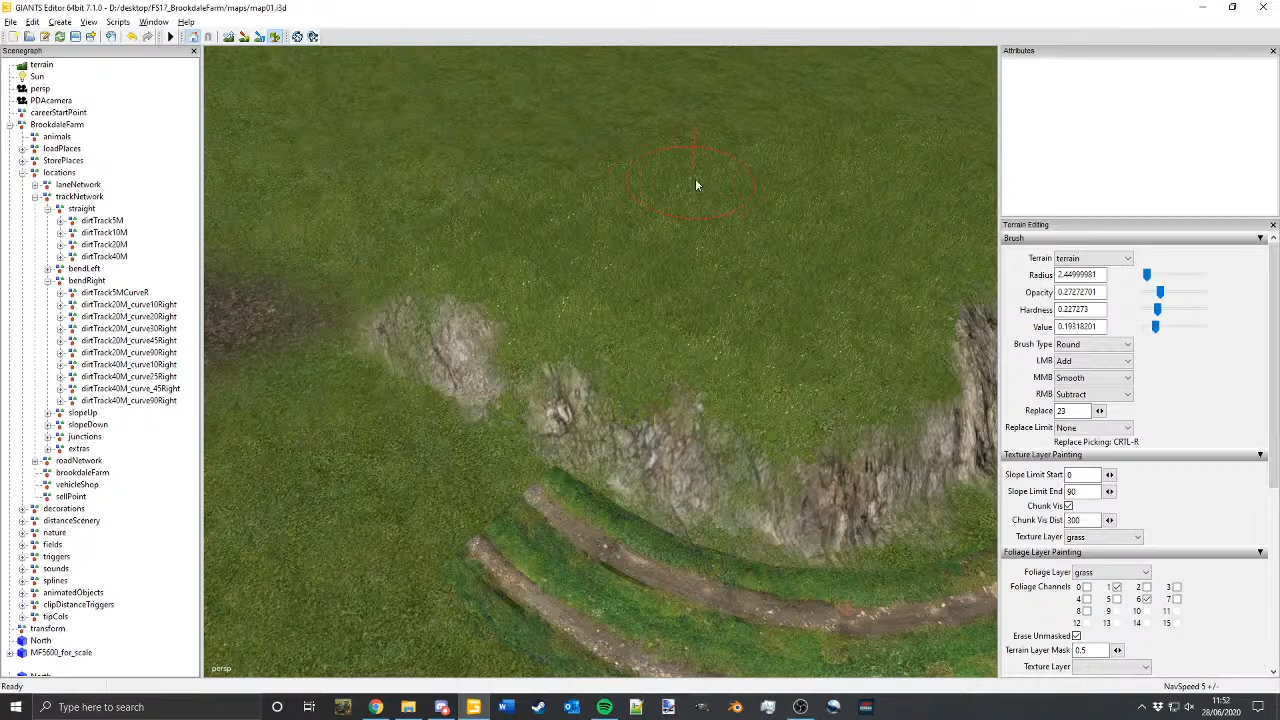 GIANTS Editor 64bit 7.1.0 - D:/desktop/FS17_BrookdaleFarm/maps/map01.i3d
File Edit Create View Scripts Window Help
Scenegraph
terrain
Sun
persp
PDAcamera
careerStartPoint
BrookdaleFarm
animals
loadPlaces
StorePlaces
locations
laneNetwork
trackNetwork
straight
dirtTrack5M
dirtTrack10M
dirtTrack20M
dirtTrack40M
bendLeft
bendRight
dirtTrack5MCurveR
dirtTrack20M_curve10Right
dirtTrack20M_curve20Right
dirtTrack20M_curve30Right
dirtTrack20M_curve45Right
dirtTrack20M_curve90Right
dirtTrack40M_curve10Right
dirtTrack40M_curve25Right
dirtTrack40M_curve_45Right
dirtTrack40M_curve90Right
slopeUp
slopeDown
junctions
extras
roadNetwork
brookdaleFarm
vehicleShop
sellPoint
decorations
distanceScenery
nature
fields
triggers
sounds
splines
animatedObjects
clipDistanceTriggers
tipCols
transform
North
MF5600_for_scale
persp
Attributes
Terrain Editing
Brush
Terrain terrain
Radius 2.44999981
Opacity 0.27272701
Hardness 0.227273
Value 0.19318201
Brush Type Round
LMB Add
MMB Smooth
RMB Subtract
Replace 23
Replace Limit None
Replace Picking: CRTL-R
Texture Layer Painting
Slope Limit Start 0
Slope Limit End 90
Chunk Vis
Chunk Vis Dist 300
Texture Layer grass
Foliage Layer Painting
Foliage Layer grass
Foliage Channels 0 1 2 3
4 5 6 7
8 9 10 11
12 13 14 15
Erase Unmasked
Terrain Layer Mask 0.5
Texture Layer
Ready
NavSpeed 5 +/-
Type here to search
11:52
28/06/2020